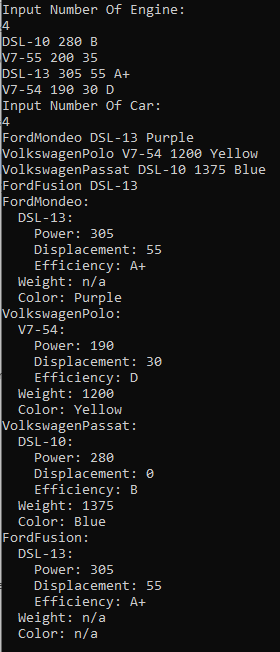 Input Number Of Engine:
4
DSL-10 280 B
V7-55 200 35
DSL-13 305 55 A+
V7-54 190 30 D
Input Number Of Car:
4
FordMondeo DSL-13 Purple
VolkswagenPolo V7-54 1200 Yellow
VolkswagenPassat DSL-10 1375 Blue
FordFusion DSL-13
FordMondeo:
  DSL-13:
    Power: 305
    Displacement: 55
    Efficiency: A+
  Weight: n/a
  Color: Purple
VolkswagenPolo:
  V7-54:
    Power: 190
    Displacement: 30
    Efficiency: D
  Weight: 1200
  Color: Yellow
VolkswagenPassat:
  DSL-10:
    Power: 280
    Displacement: 0
    Efficiency: B
  Weight: 1375
  Color: Blue
FordFusion:
  DSL-13:
    Power: 305
    Displacement: 55
    Efficiency: A+
  Weight: n/a
  Color: n/a